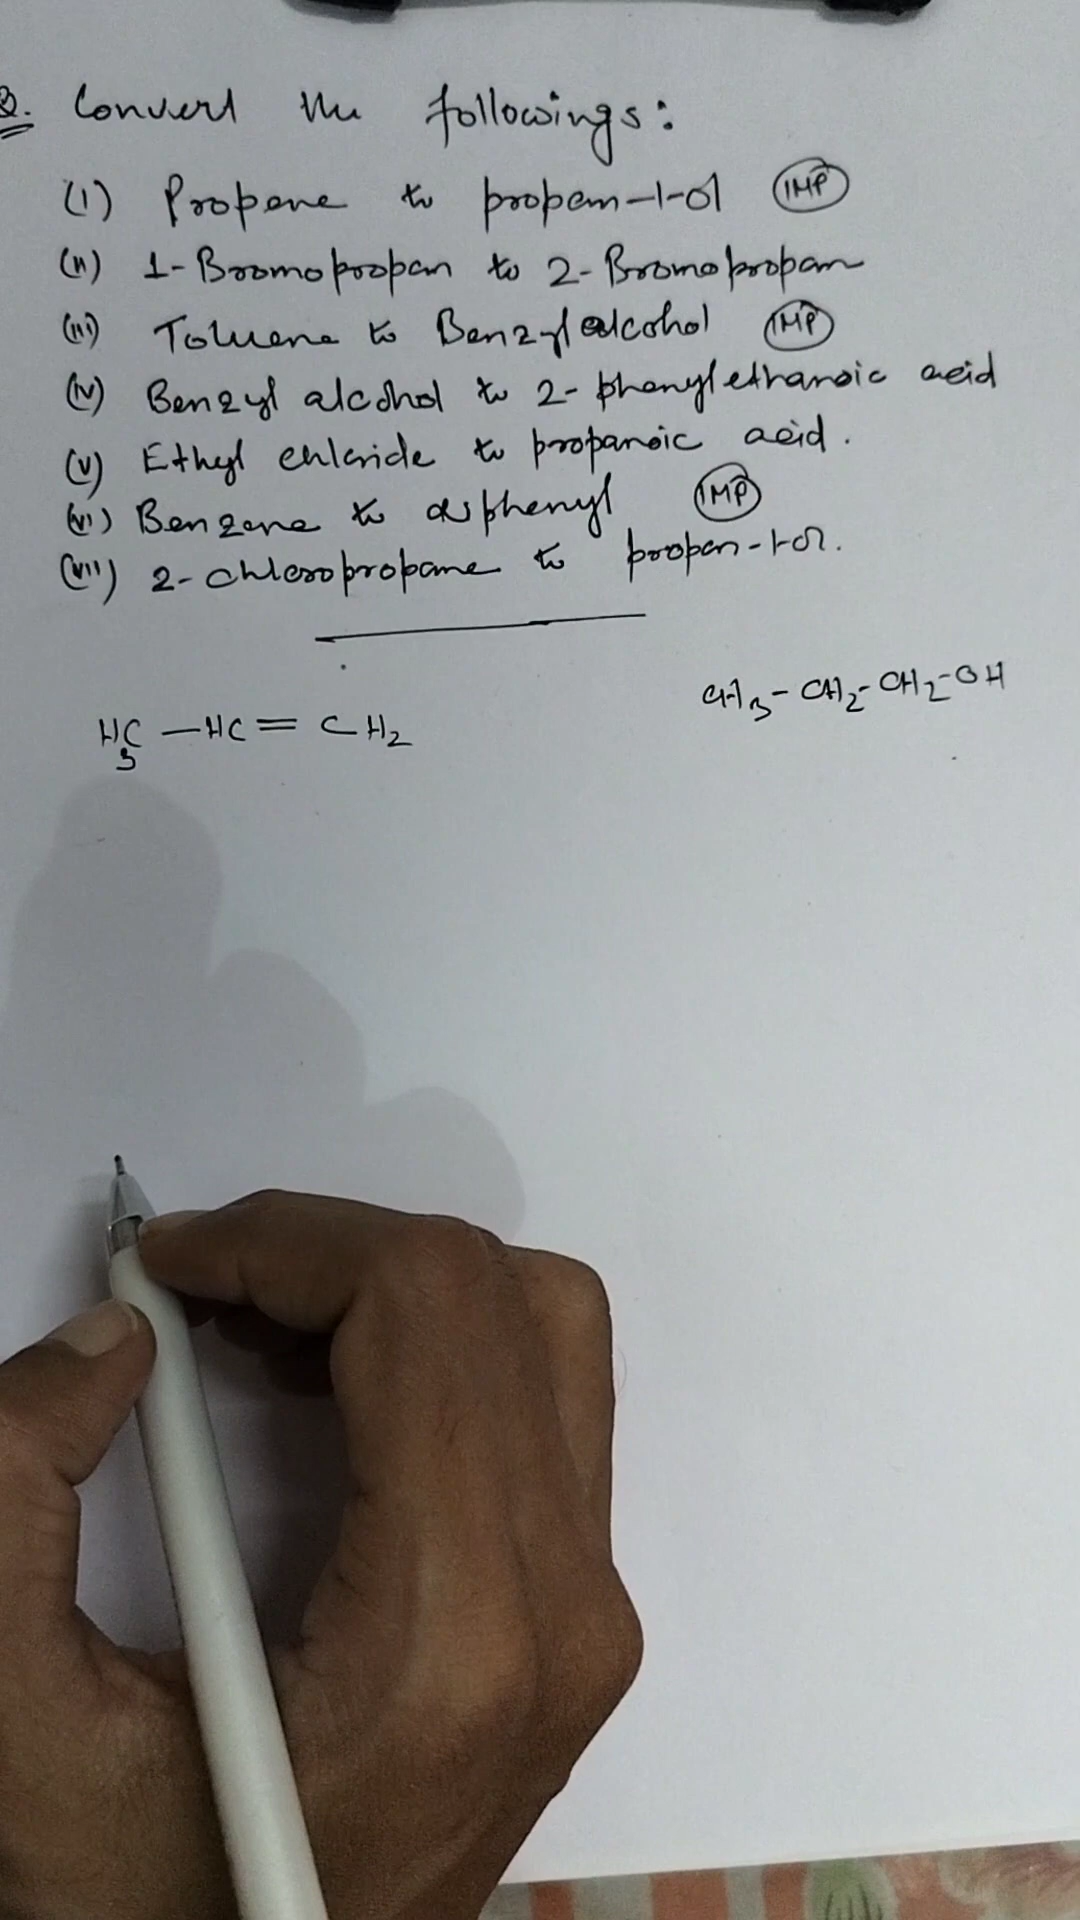 Q. Convert the followings:
(I) Propene to propan-1-ol IMP
(II) 1-Bromopropan to 2-Bromopropan
(III) Toluene to Benzyl alcohol IMP
(IV) Benzyl alcohol to 2-phenylethanoic acid
(V) Ethyl chloride to propanoic acid.
(VI) Benzene to diphenyl IMP
(VII) 2-chloropropane to propan-1-ol.
CH3-CH2-CH2-OH
H3C-HC=CH2